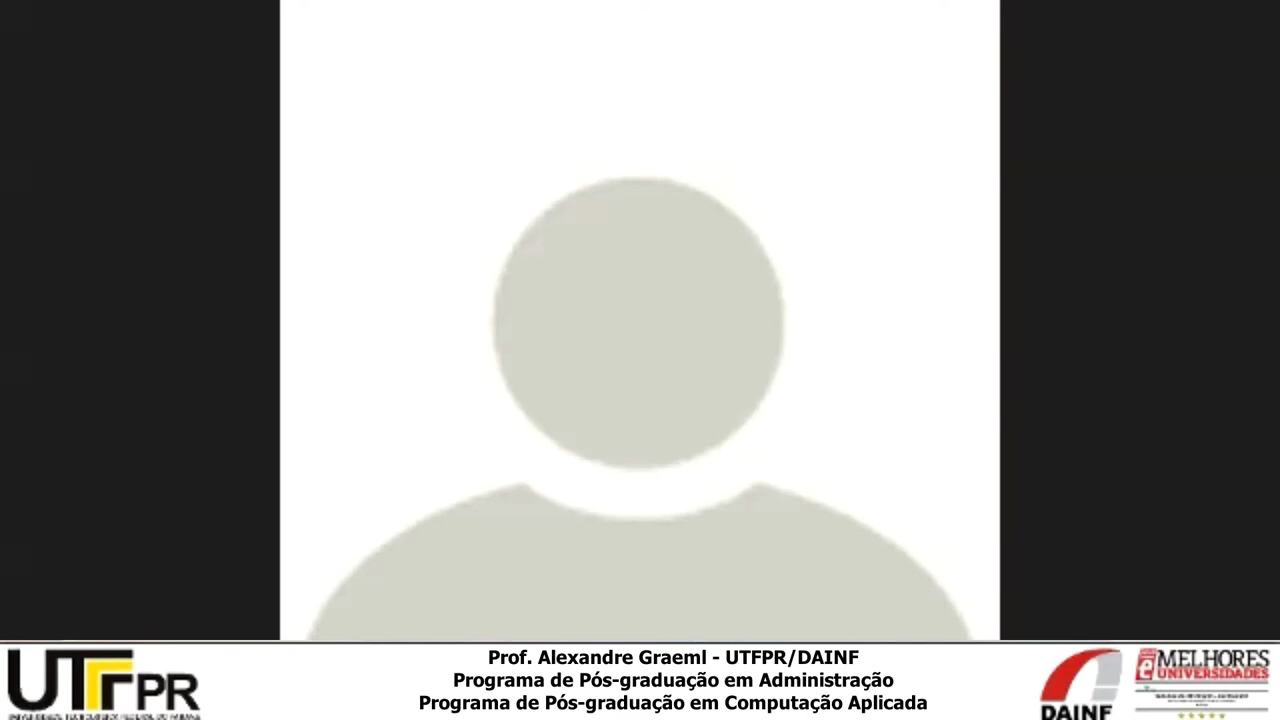 Prof. Alexandre Graeml - UTFPR/DAINF
Programa de Pós-graduação em Administração
Programa de Pós-graduação em Computação Aplicada
UTFPR
DAINF
MELHORES
UNIVERSIDADES